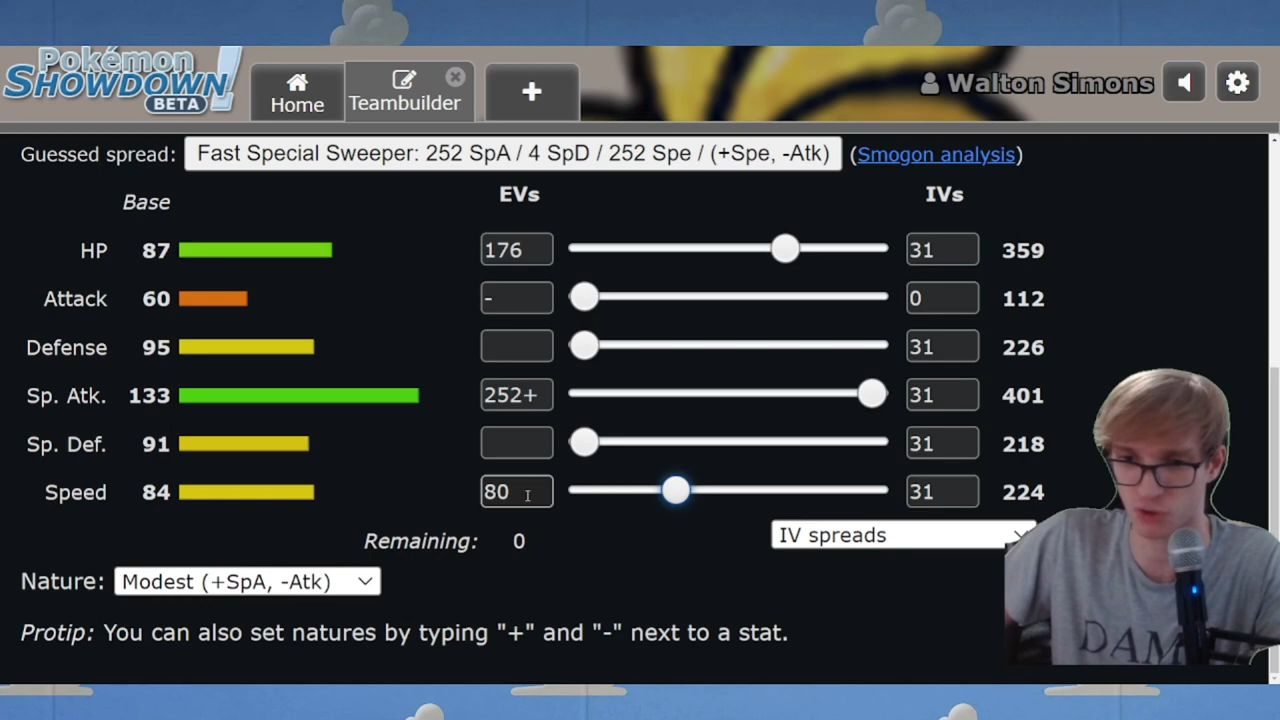 Pokémon
SHOWDOWN!
BETA
Home
Teambuilder
+
Walton Simons
Guessed spread: Fast Special Sweeper: 252 SpA / 4 SpD / 252 Spe / (+Spe, -Atk) (Smogon analysis)
Base EVs IVs
HP 87 176 31 359
Attack 60 - 0 112
Defense 95 31 226
Sp. Atk. 133 252+ 31 401
Sp. Def. 91 31 218
Speed 84 80 31 224
Remaining: 0 IV spreads
Nature: Modest (+SpA, -Atk)
Protip: You can also set natures by typing "+" and "-" next to a stat.